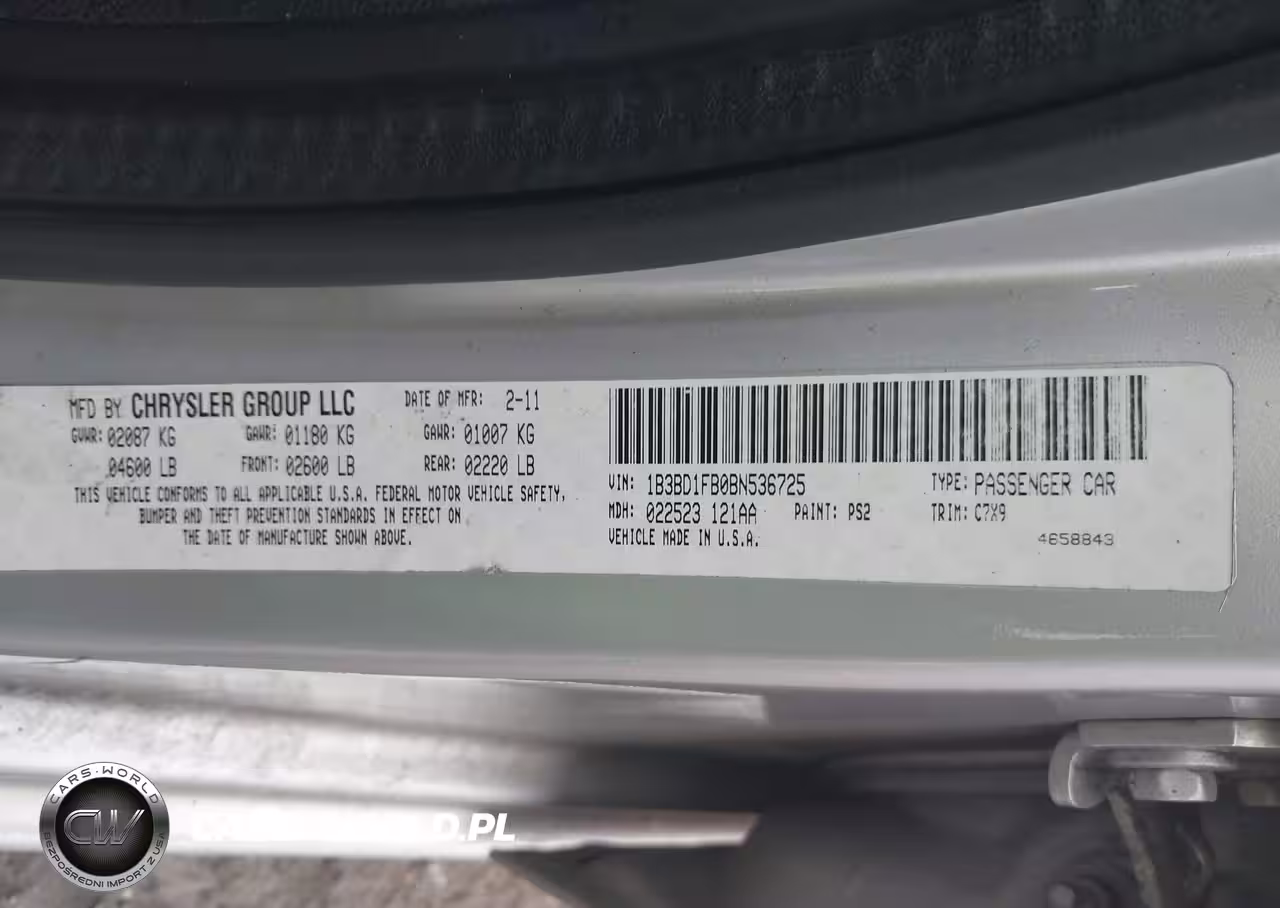 MFD BY CHRYSLER GROUP LLC DATE OF MFR: 2-11
GVWR: 02087 KG GAWR: 01180 KG GAWR: 01007 KG
04600 LB FRONT: 02600 LB REAR: 02220 LB
THIS VEHICLE CONFORMS TO ALL APPLICABLE U.S.A. FEDERAL MOTOR VEHICLE SAFETY,
BUMPER AND THEFT PREVENTION STANDARDS IN EFFECT ON
THE DATE OF MANUFACTURE SHOWN ABOVE.
VIN: 1B3BD1FB0BN536725 TYPE: PASSENGER CAR
MDH: 022523 121AA PAINT: PS2 TRIM: C7X9
VEHICLE MADE IN U.S.A. 4658843
CARS-WORLD
CW
BEZPOŚREDNI IMPORT Z USA
CARS-WORLD.PL